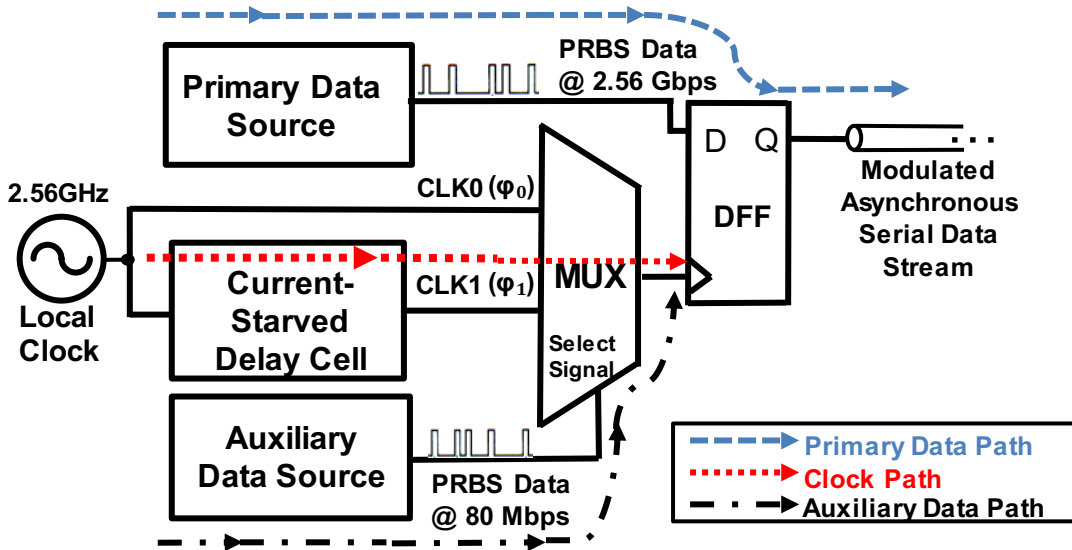 Primary Data
Source
PRBS Data
@ 2.56 Gbps
D Q
DFF
Modulated
Asynchronous
Serial Data
Stream
2.56GHz
Local
Clock
CLK0 (φ₀)
Current-
Starved
Delay Cell
CLK1 (φ₁)
MUX
Select
Signal
Auxiliary
Data Source
PRBS Data
@ 80 Mbps
Primary Data Path
Clock Path
Auxiliary Data Path